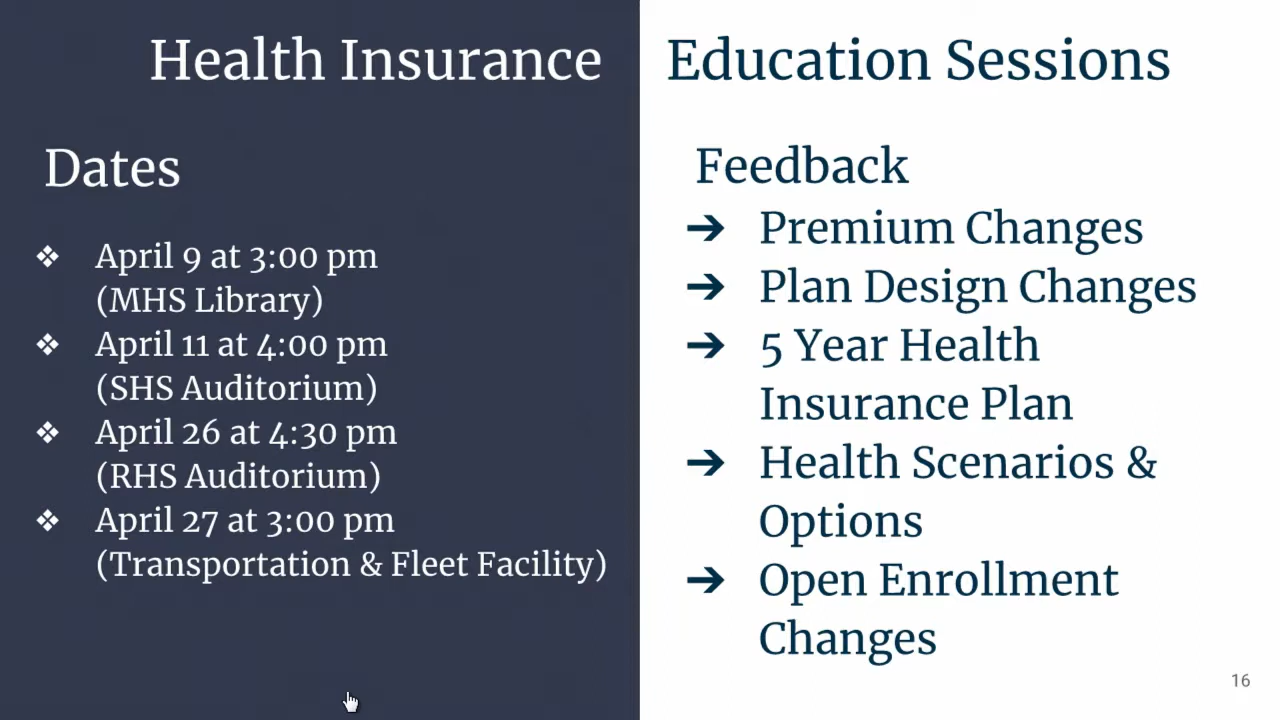 Health Insurance Education Sessions
Dates
❖ April 9 at 3:00 pm
(MHS Library)
❖ April 11 at 4:00 pm
(SHS Auditorium)
❖ April 26 at 4:30 pm
(RHS Auditorium)
❖ April 27 at 3:00 pm
(Transportation & Fleet Facility)
Feedback
➔ Premium Changes
➔ Plan Design Changes
➔ 5 Year Health
Insurance Plan
➔ Health Scenarios &
Options
➔ Open Enrollment
Changes
16